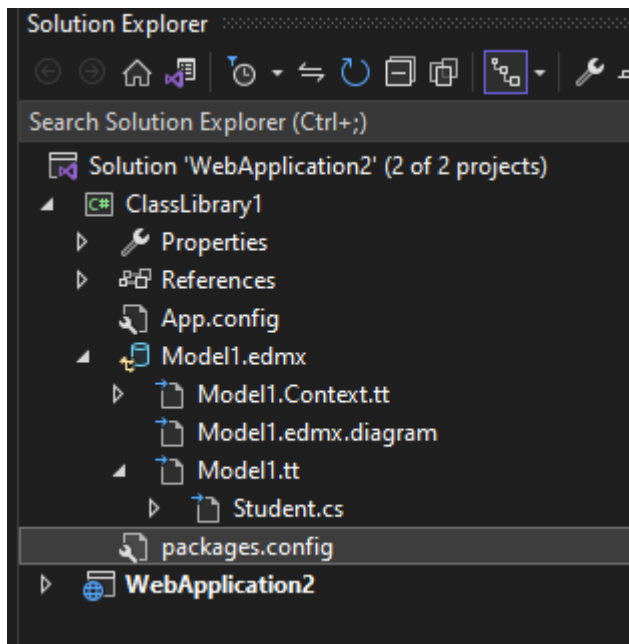 Solution Explorer
Search Solution Explorer (Ctrl+;)
Solution 'WebApplication2' (2 of 2 projects)
C# ClassLibrary1
Properties
References
App.config
Model1.edmx
Model1.Context.tt
Model1.edmx.diagram
Model1.tt
Student.cs
packages.config
WebApplication2